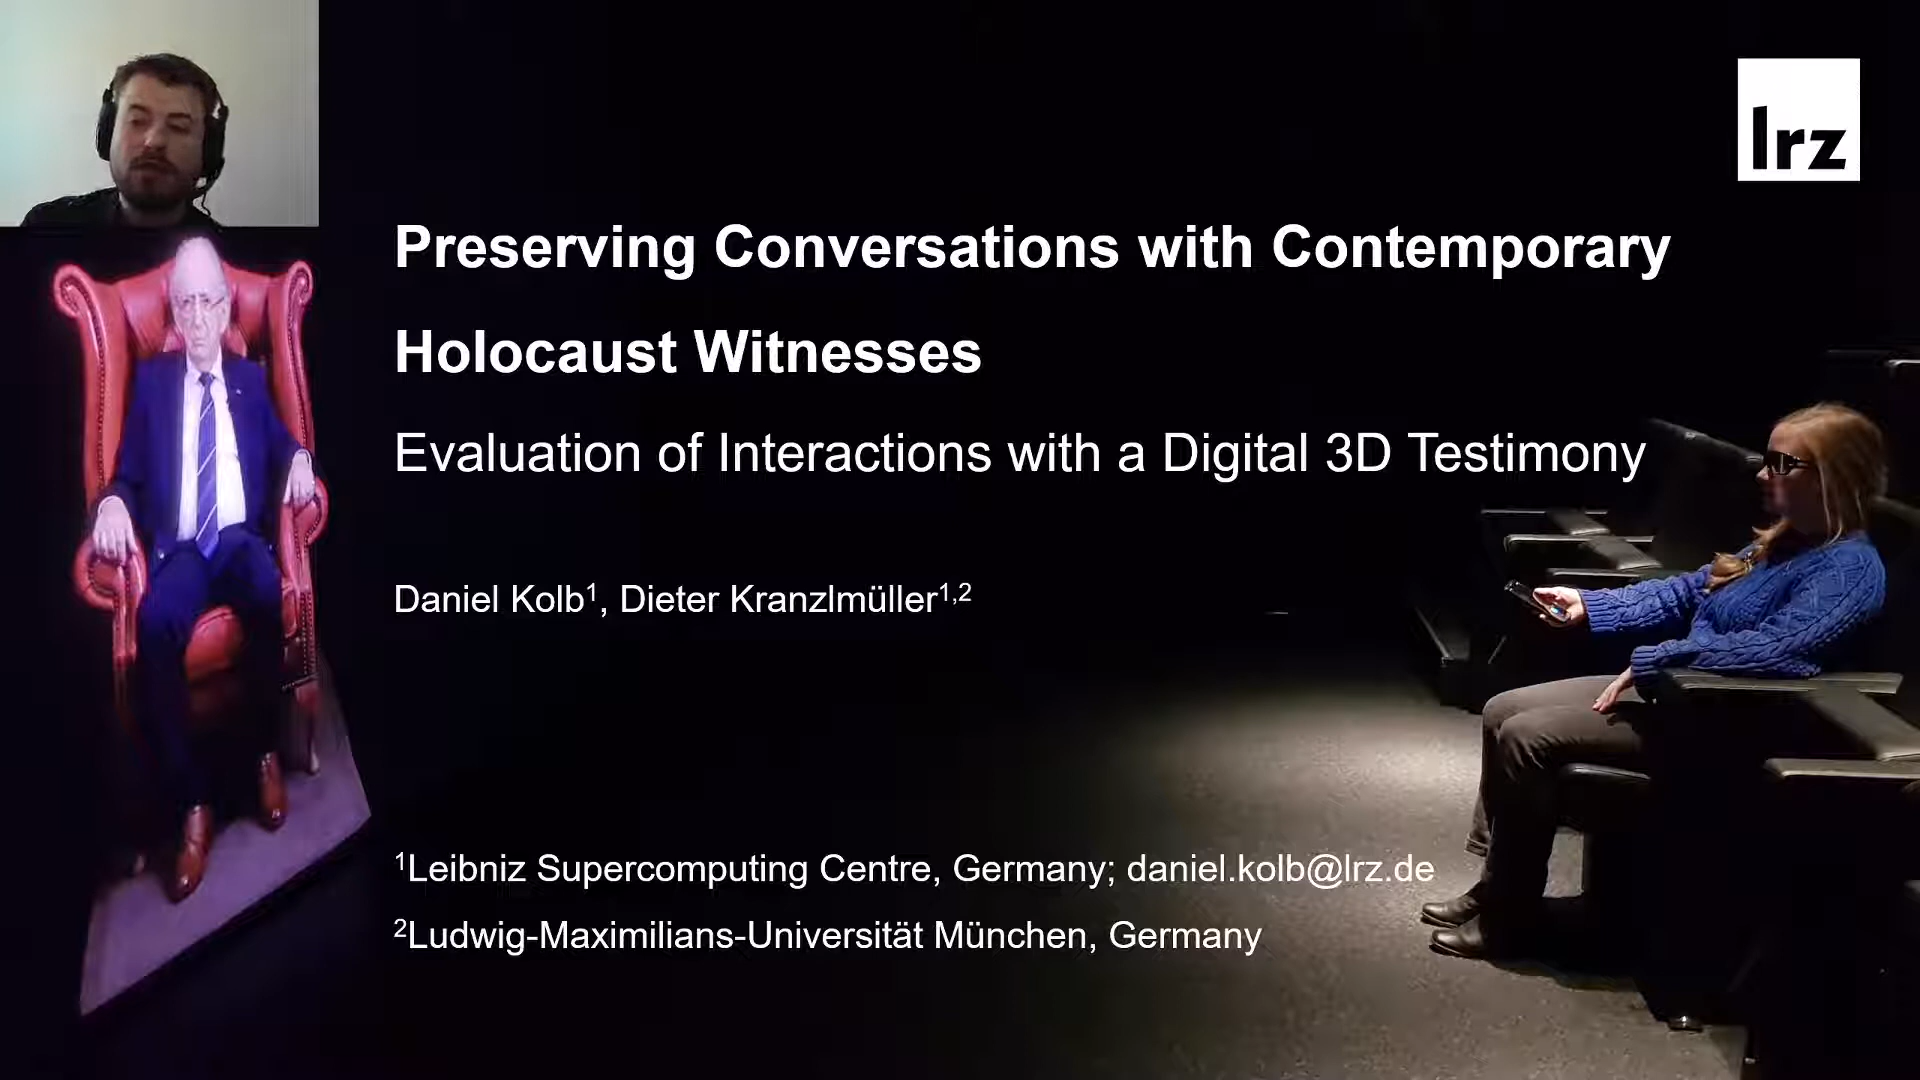 lrz
Preserving Conversations with Contemporary
Holocaust Witnesses
Evaluation of Interactions with a Digital 3D Testimony
Daniel Kolb¹, Dieter Kranzlmüller¹,²
¹Leibniz Supercomputing Centre, Germany; daniel.kolb@lrz.de
²Ludwig-Maximilians-Universität München, Germany